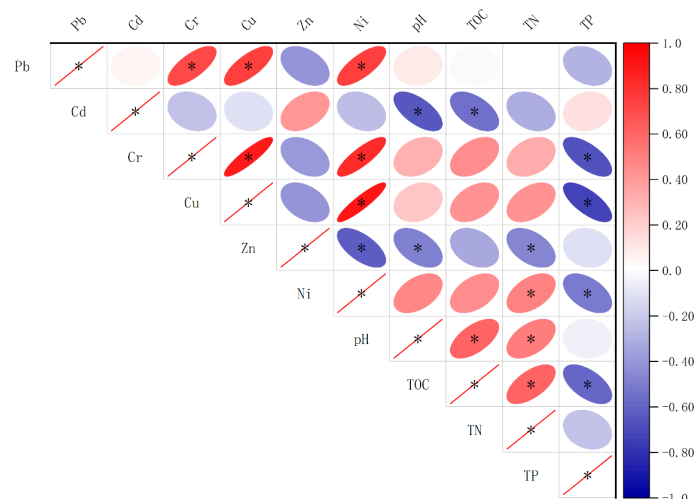 Pb Cd Cr Cu Zn Ni pH TOC TN TP
Pb * * * *
Cd * * *
Cr * * * *
Cu * * *
Zn * * * *
Ni * * *
pH * * *
TOC * * *
TN *
TP *
1.0
0.80
0.60
0.40
0.20
0.0
-0.20
-0.40
-0.60
-0.80
-1.0